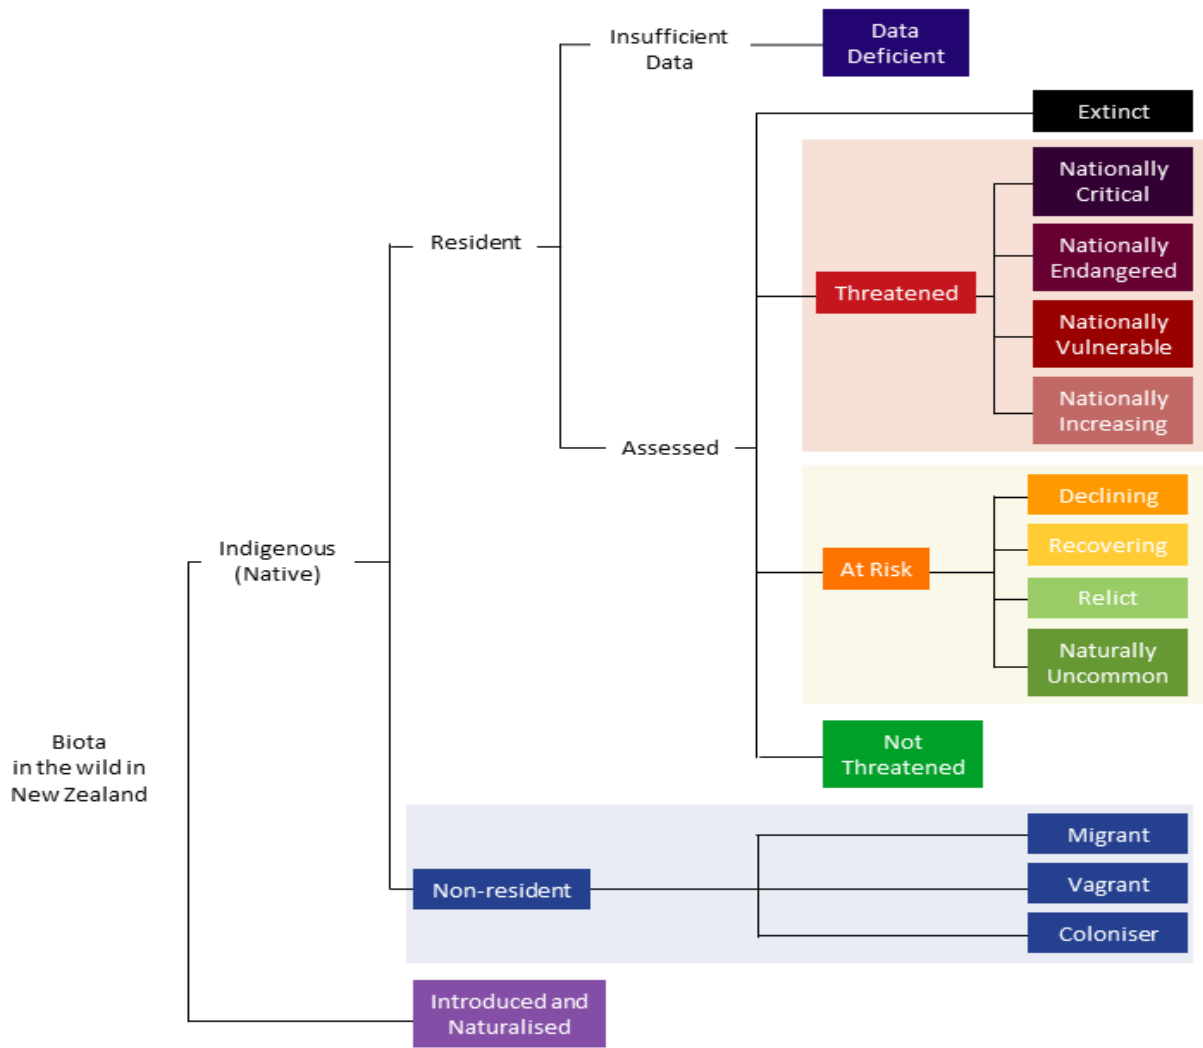 Insufficient
Data
Data
Deficient
Extinct
Nationally
Critical
Resident
Nationally
Endangered
Threatened
Nationally
Vulnerable
Nationally
Increasing
Assessed
Declining
Indigenous
(Native)
Recovering
At Risk
Relict
Naturally
Uncommon
Biota
in the wild in
New Zealand
Not
Threatened
Migrant
Non-resident
Vagrant
Coloniser
Introduced and
Naturalised